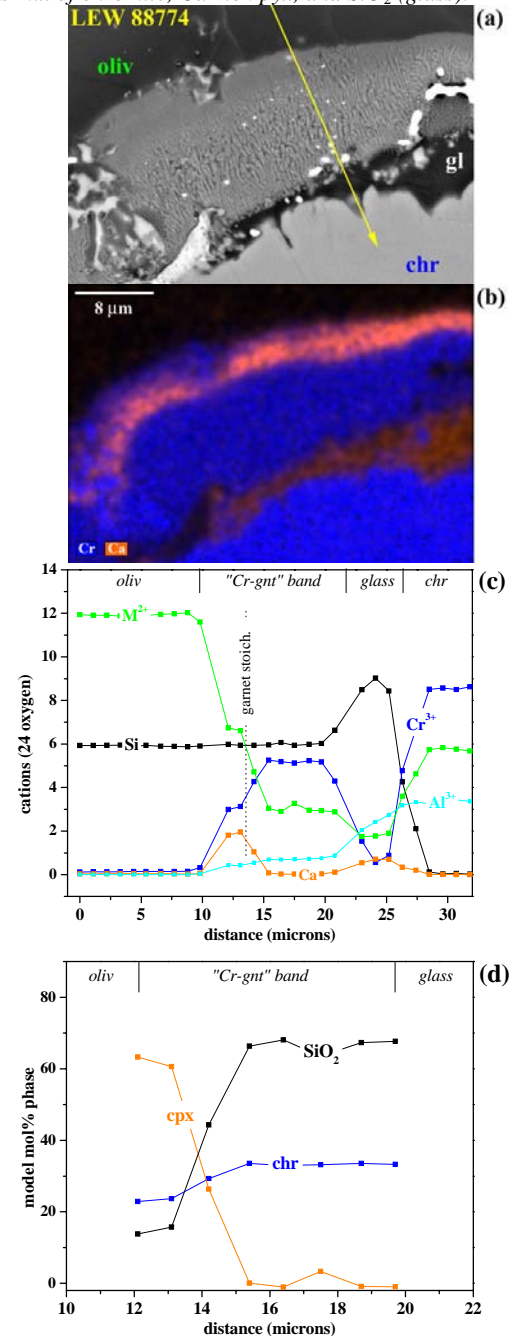 and SiO₂ (glass).
LEW 88774
(a)
oliv
gl
chr
8 μm
(b)
Cr Ca
14
12
10
8
6
4
2
0
cations (24 oxygen)
oliv "Cr-gnt" band glass chr
(c)
M²⁺
garnet stoich.
Si
Cr³⁺
Al³⁺
Ca
0 5 10 15 20 25 30
distance (microns)
oliv "Cr-gnt" band glass
(d)
80
60
40
20
0
model mol% phase
SiO₂
cpx
chr
10 12 14 16 18 20 22
distance (microns)